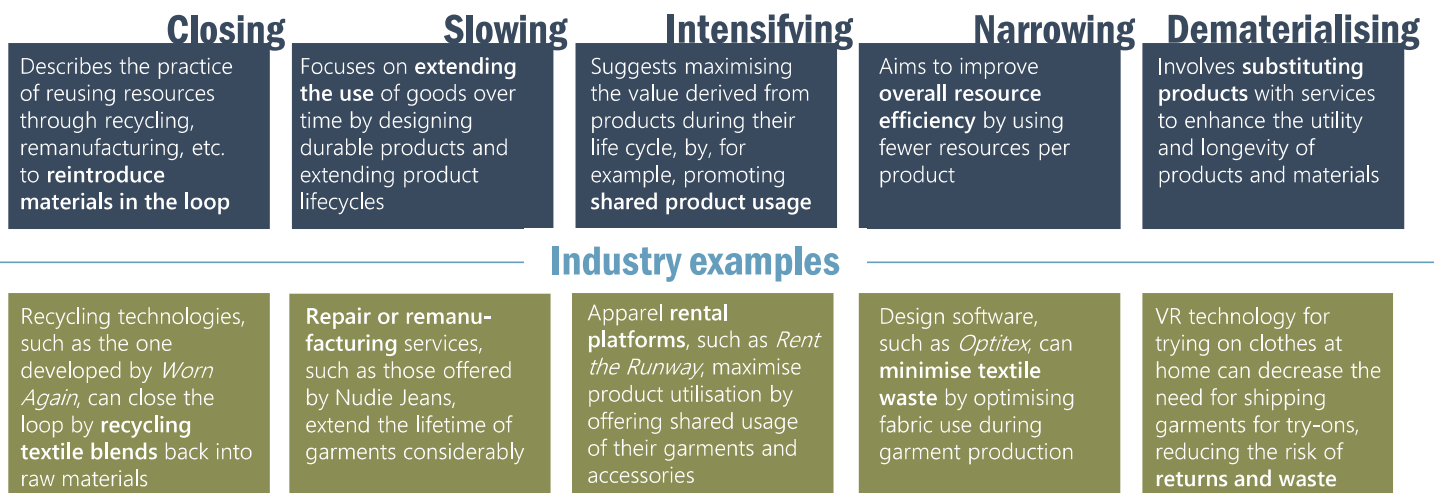 Closing
Describes the practice
of reusing resources
through recycling,
remanufacturing, etc.
to reintroduce
materials in the loop
Slowing
Focuses on extending
the use of goods over
time by designing
durable products and
extending product
lifecycles
Intensifying
Suggests maximising
the value derived from
products during their
life cycle, by, for
example, promoting
shared product usage
Narrowing
Aims to improve
overall resource
efficiency by using
fewer resources per
product
Dematerialising
Involves substituting
products with services
to enhance the utility
and longevity of
products and materials
Industry examples
Recycling technologies,
such as the one
developed by Worn
Again, can close the
loop by recycling
textile blends back into
raw materials
Repair or remanu-
facturing services,
such as those offered
by Nudie Jeans,
extend the lifetime of
garments considerably
Apparel rental
platforms, such as Rent
the Runway, maximise
product utilisation by
offering shared usage
of their garments and
accessories
Design software,
such as Optitex, can
minimise textile
waste by optimising
fabric use during
garment production
VR technology for
trying on clothes at
home can decrease the
need for shipping
garments for try-ons,
reducing the risk of
returns and waste